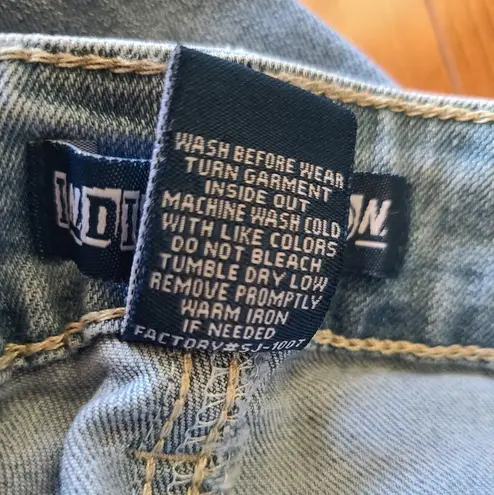 WASH BEFORE WEAR
TURN GARMENT
INSIDE OUT
MACHINE WASH COLD
WITH LIKE COLORS
DO NOT BLEACH
TUMBLE DRY LOW
REMOVE PROMPTLY
WARM IRON
IF NEEDED
FACTORY#SJ-100T